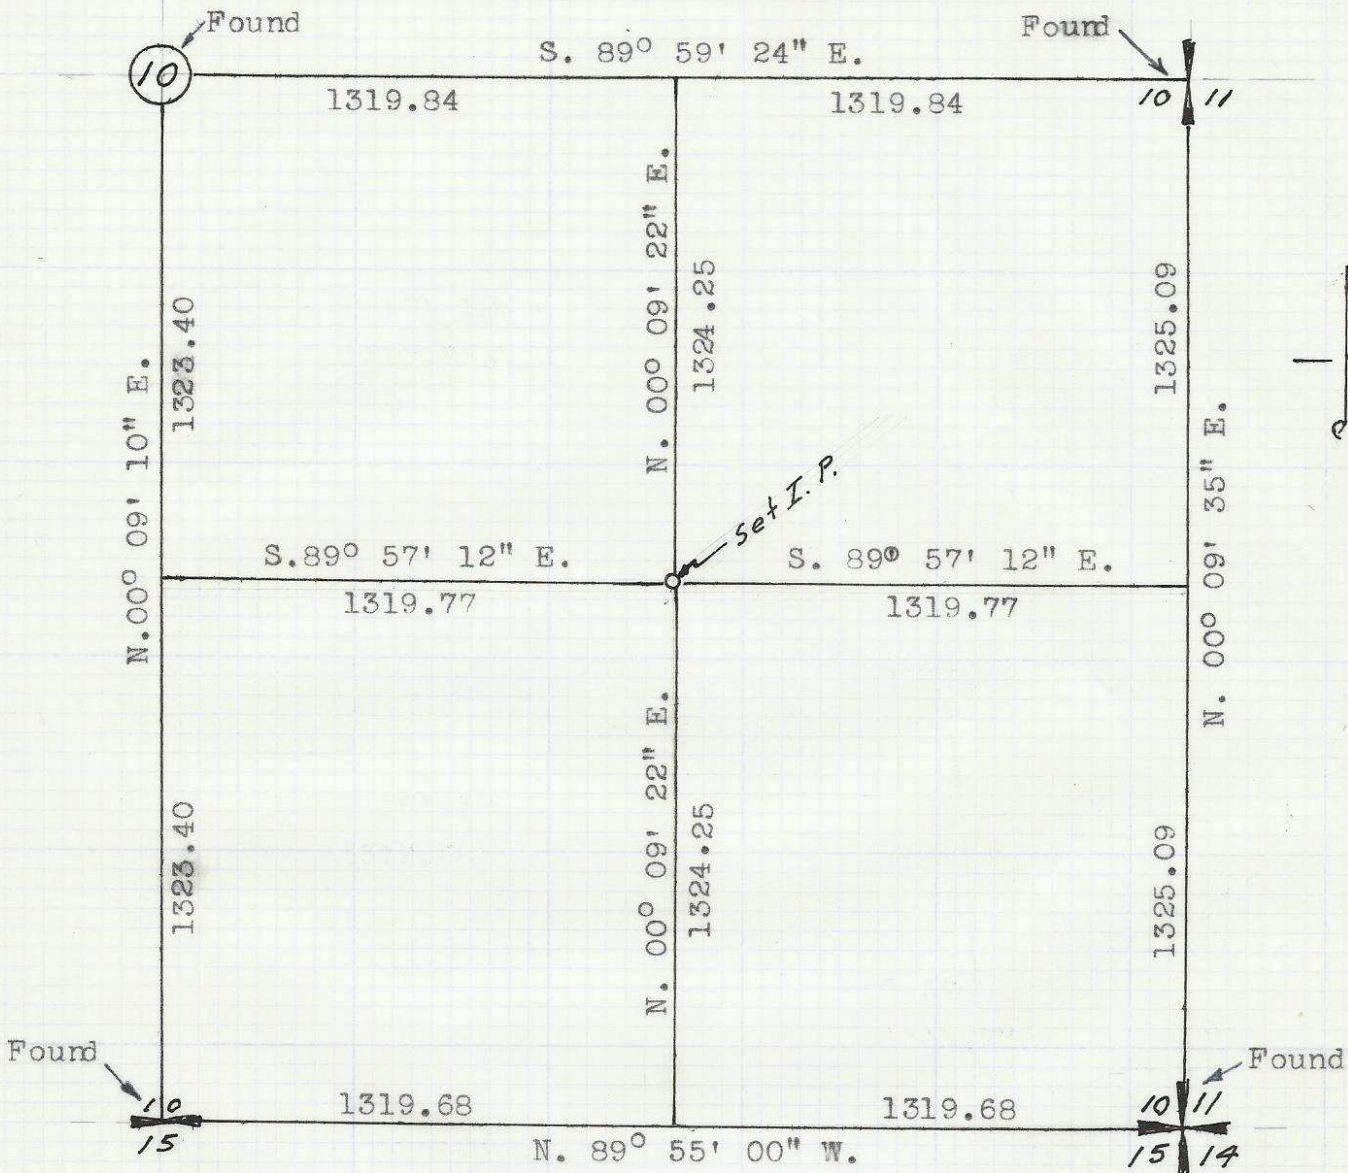 Found
Found
10
S. 89° 59' 24" E.
1319.84
1319.84
10 11
N. 00° 09' 22" E.
1324.25
1323.40
1325.09
N.00° 09' 10" E.
N. 00° 09' 35" E.
Set I. P.
S.89° 57' 12" E.
S. 89° 57' 12" E.
1319.77
1319.77
N. 00° 09' 22" E.
1324.25
1323.40
1325.09
Found
Found
10
15
1319.68
1319.68
10 11
15 14
N. 89° 55' 00" W.